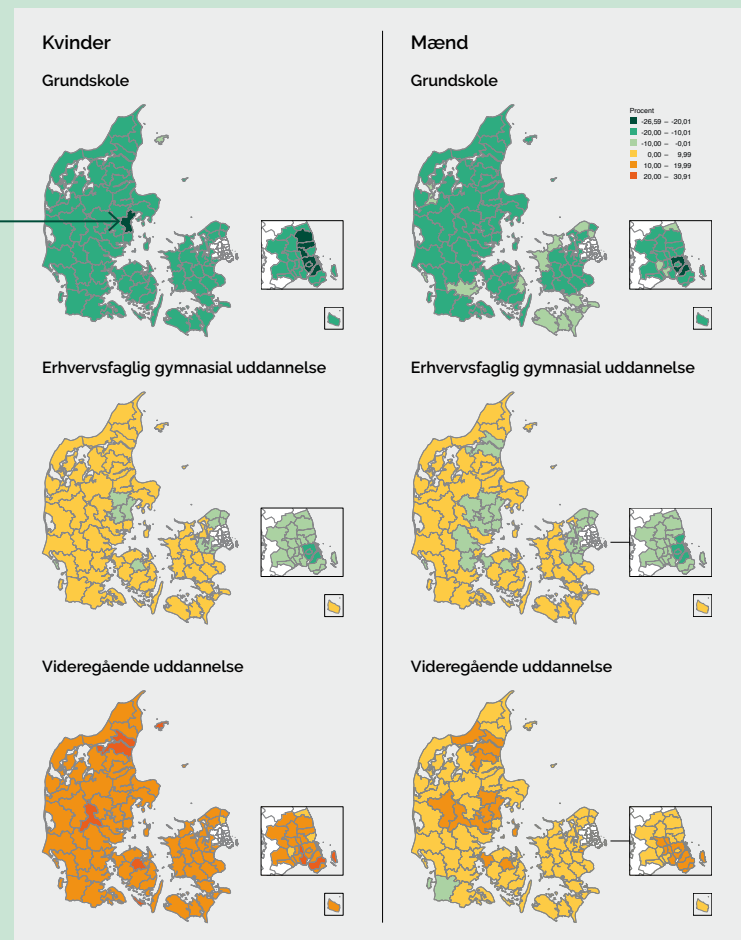 Kvinder
Grundskole
Mænd
Grundskole
Procent
-26,59 – -20,01
-20,00 – -10,01
-10,00 – -0,01
0,00 – 9,99
10,00 – 19,99
20,00 – 30,91
Erhvervsfaglig gymnasial uddannelse
Erhvervsfaglig gymnasial uddannelse
Videregående uddannelse
Videregående uddannelse